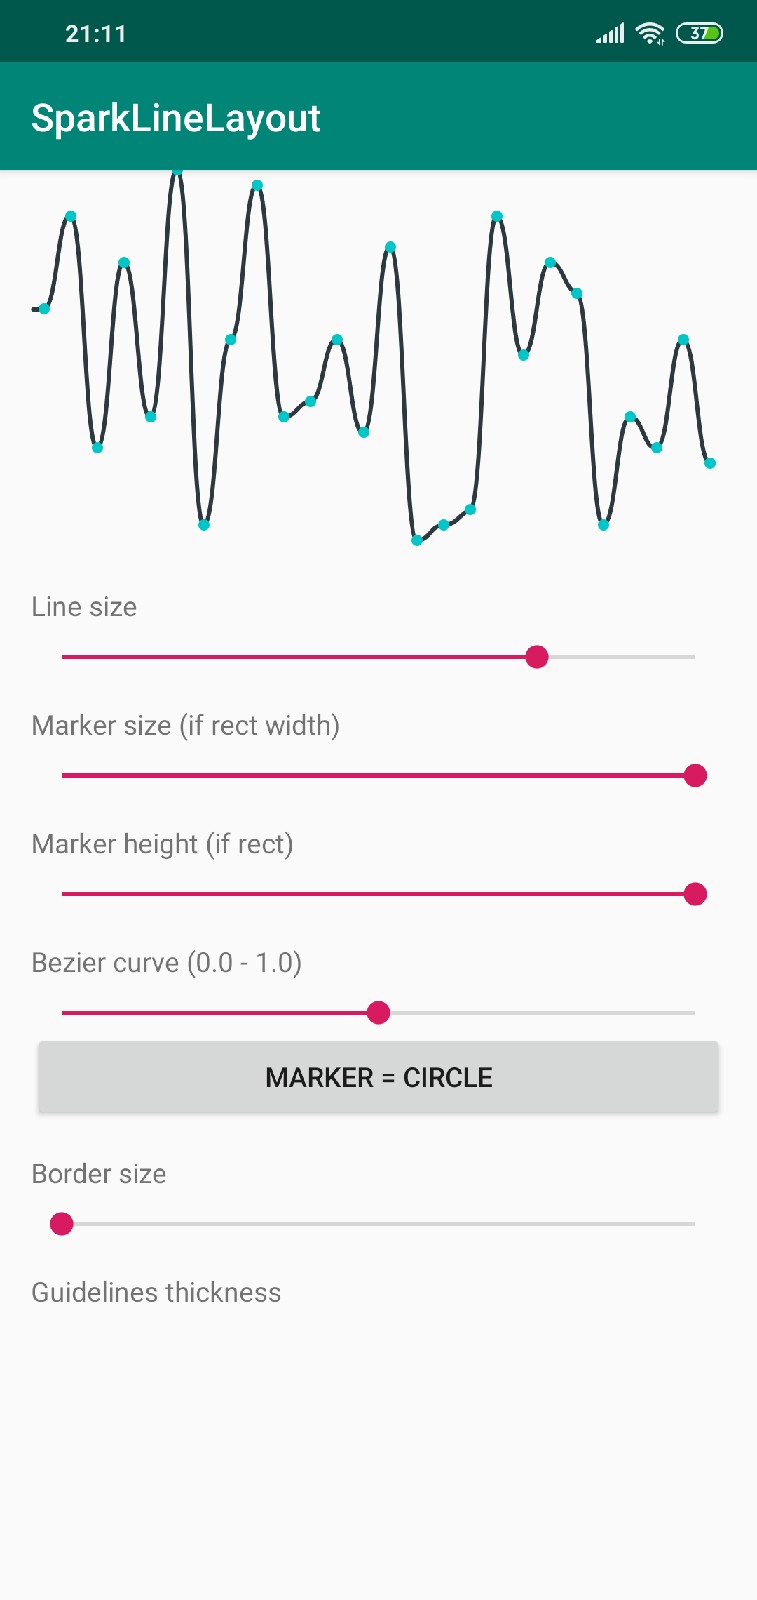 21:11
37
SparkLineLayout
Line size
Marker size (if rect width)
Marker height (if rect)
Bezier curve (0.0 - 1.0)
MARKER = CIRCLE
Border size
Guidelines thickness